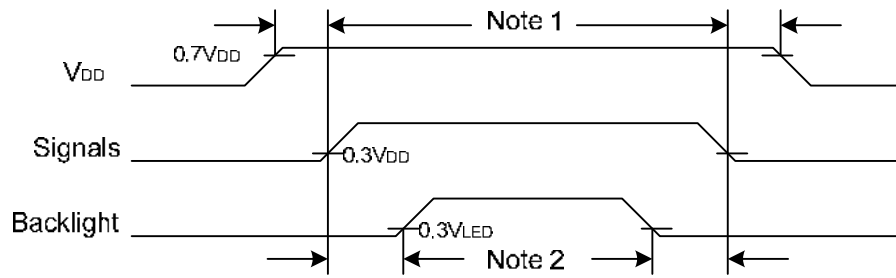 Note 1
0.7VDD
VDD
Signals
0.3VDD
Backlight
0.3VLED
Note 2